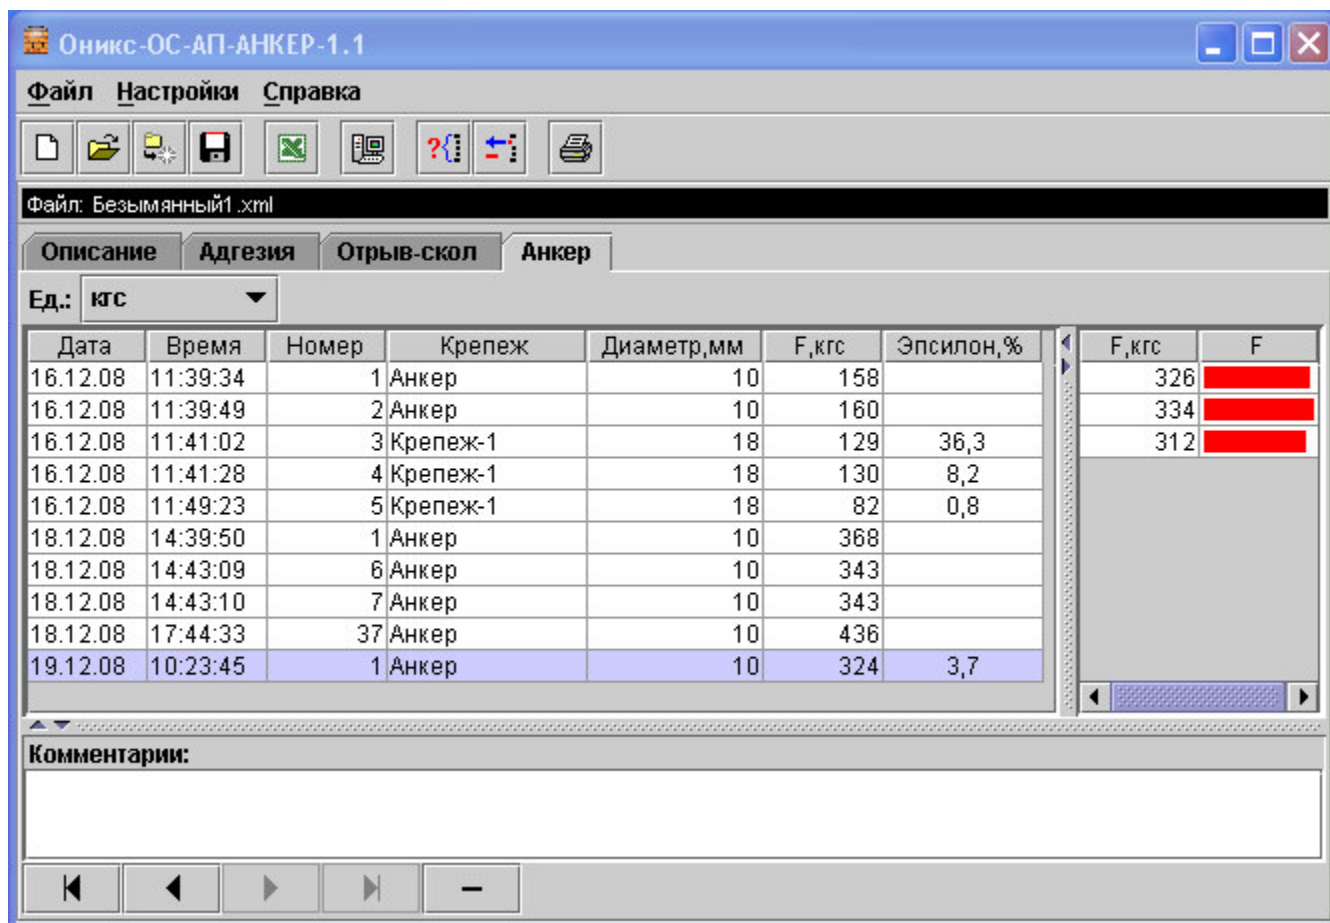 Оникс-ОС-АП-АНКЕР-1.1
Файл Настройки Справка
Файл: Безымянный1.xml
Описание Адгезия Отрыв-скол Анкер
Ед.: кгс
Дата Время Номер Крепеж Диаметр,мм F,кгс Эпсилон,% F,кгс F
16.12.08 11:39:34 1 Анкер 10 158 326
16.12.08 11:39:49 2 Анкер 10 160 334
16.12.08 11:41:02 3 Крепеж-1 18 129 36,3 312
16.12.08 11:41:28 4 Крепеж-1 18 130 8,2
16.12.08 11:49:23 5 Крепеж-1 18 82 0,8
18.12.08 14:39:50 1 Анкер 10 368
18.12.08 14:43:09 6 Анкер 10 343
18.12.08 14:43:10 7 Анкер 10 343
18.12.08 17:44:33 37 Анкер 10 436
19.12.08 10:23:45 1 Анкер 10 324 3,7
Комментарии: